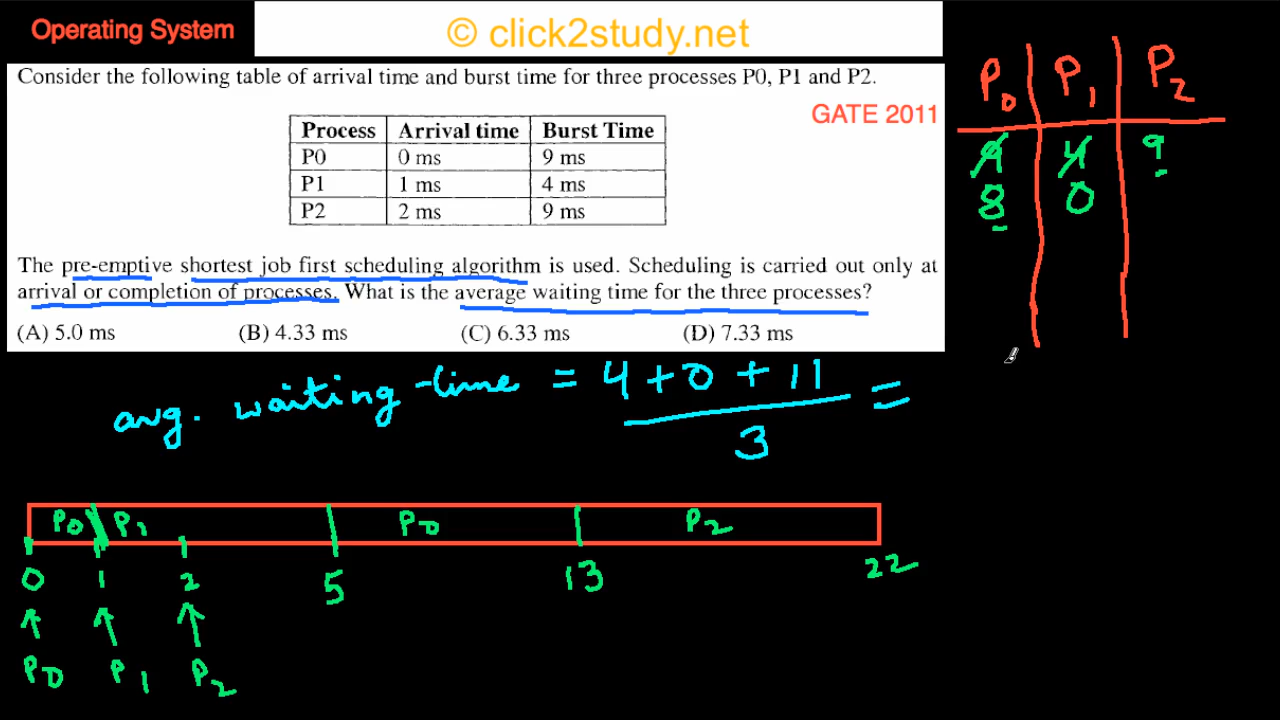 Operating System
© click2study.net
Consider the following table of arrival time and burst time for three processes P0, P1 and P2.
GATE 2011
Process Arrival time Burst Time
P0 0 ms 9 ms
P1 1 ms 4 ms
P2 2 ms 9 ms
The pre-emptive shortest job first scheduling algorithm is used. Scheduling is carried out only at
arrival or completion of processes. What is the average waiting time for the three processes?
(A) 5.0 ms (B) 4.33 ms (C) 6.33 ms (D) 7.33 ms
P0 P1 P2
9 4 9
8 0
avg. waiting-time = 4+0+11 =
3
P0 P1 P0 P2
0 1 2 5 13 22
P0 P1 P2